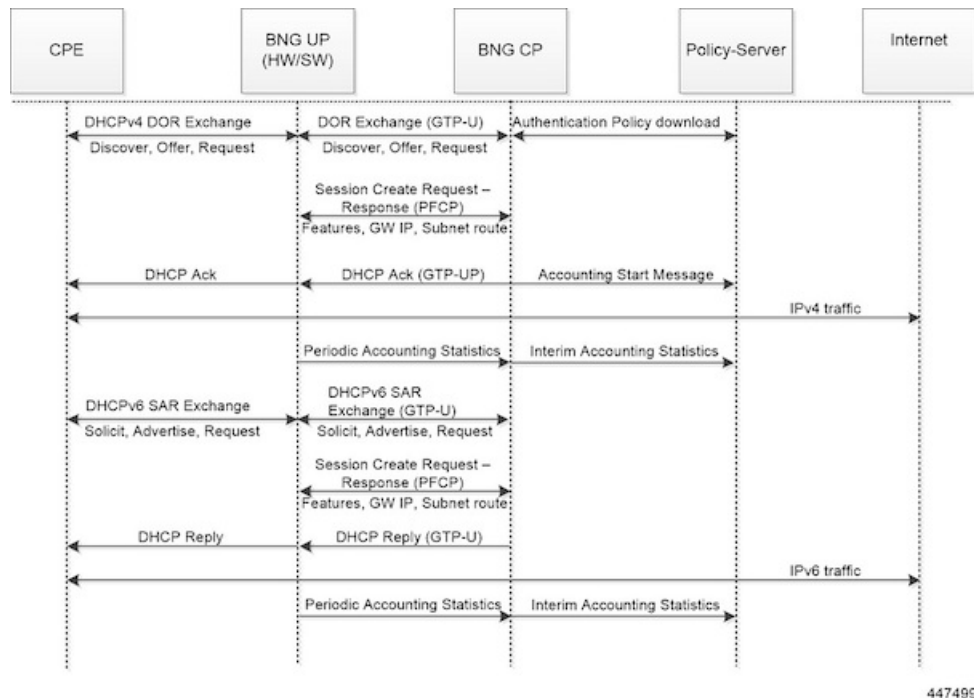 CPE
BNG UP
(HW/SW)
BNG CP
Policy-Server
Internet
DHCPv4 DOR Exchange
DOR Exchange (GTP-U)
Authentication Policy download
Discover, Offer, Request
Discover, Offer, Request
Session Create Request –
Response (PFCP)
Features, GW IP, Subnet route
DHCP Ack
DHCP Ack (GTP-UP)
Accounting Start Message
IPv4 traffic
Periodic Accounting Statistics
Interim Accounting Statistics
DHCPv6 SAR Exchange
DHCPv6 SAR
Exchange (GTP-U)
Solicit, Advertise, Request
Solicit, Advertise, Request
Session Create Request –
Response (PFCP)
Features, GW IP, Subnet route
DHCP Reply
DHCP Reply (GTP-U)
IPv6 traffic
Periodic Accounting Statistics
Interim Accounting Statistics
447499